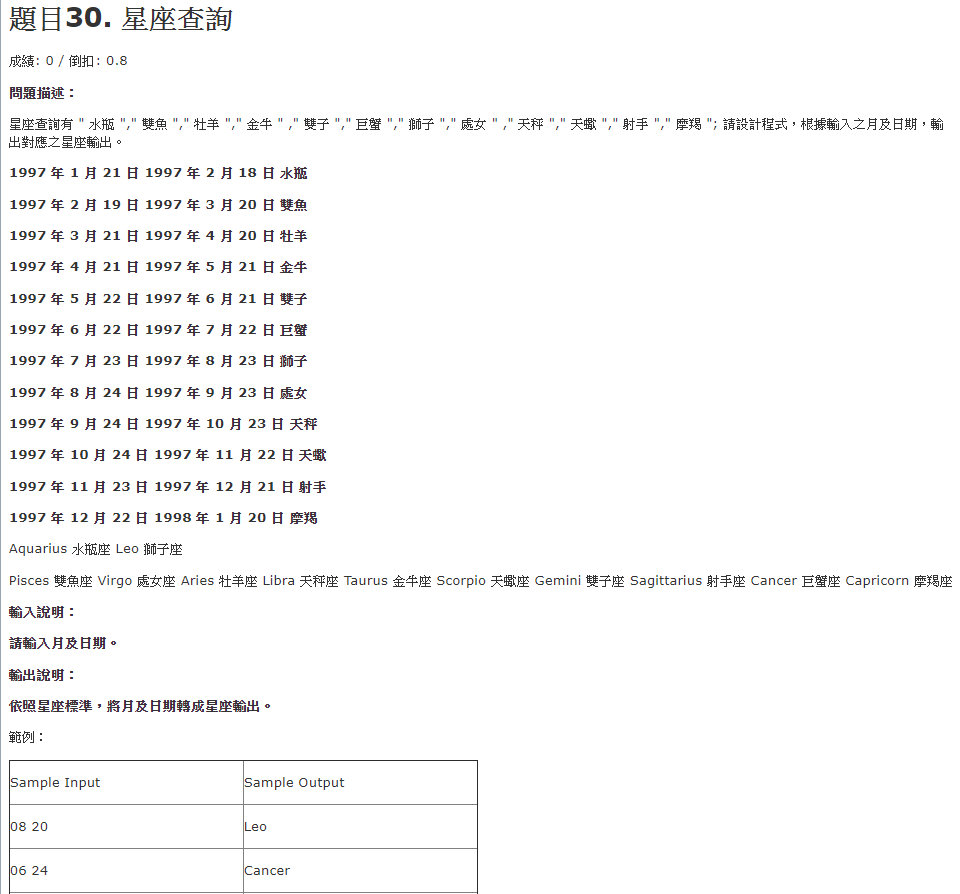 題目30. 星座查詢
成績: 0 / 倒扣: 0.8
問題描述：
星座查詢有 " 水瓶 "," 雙魚 "," 牡羊 "," 金牛 " ," 雙子 "," 巨蟹 "," 獅子 "," 處女 " ," 天秤 "," 天蠍 "," 射手 "," 摩羯 "; 請設計程式，根據輸入之月及日期，輸
出對應之星座輸出。
1997 年 1 月 21 日 1997 年 2 月 18 日 水瓶
1997 年 2 月 19 日 1997 年 3 月 20 日 雙魚
1997 年 3 月 21 日 1997 年 4 月 20 日 牡羊
1997 年 4 月 21 日 1997 年 5 月 21 日 金牛
1997 年 5 月 22 日 1997 年 6 月 21 日 雙子
1997 年 6 月 22 日 1997 年 7 月 22 日 巨蟹
1997 年 7 月 23 日 1997 年 8 月 23 日 獅子
1997 年 8 月 24 日 1997 年 9 月 23 日 處女
1997 年 9 月 24 日 1997 年 10 月 23 日 天秤
1997 年 10 月 24 日 1997 年 11 月 22 日 天蠍
1997 年 11 月 23 日 1997 年 12 月 21 日 射手
1997 年 12 月 22 日 1998 年 1 月 20 日 摩羯
Aquarius 水瓶座 Leo 獅子座
Pisces 雙魚座 Virgo 處女座 Aries 牡羊座 Libra 天秤座 Taurus 金牛座 Scorpio 天蠍座 Gemini 雙子座 Sagittarius 射手座 Cancer 巨蟹座 Capricorn 摩羯座
輸入說明：
請輸入月及日期。
輸出說明：
依照星座標準，將月及日期轉成星座輸出。
範例：
Sample Input Sample Output
08 20 Leo
06 24 Cancer